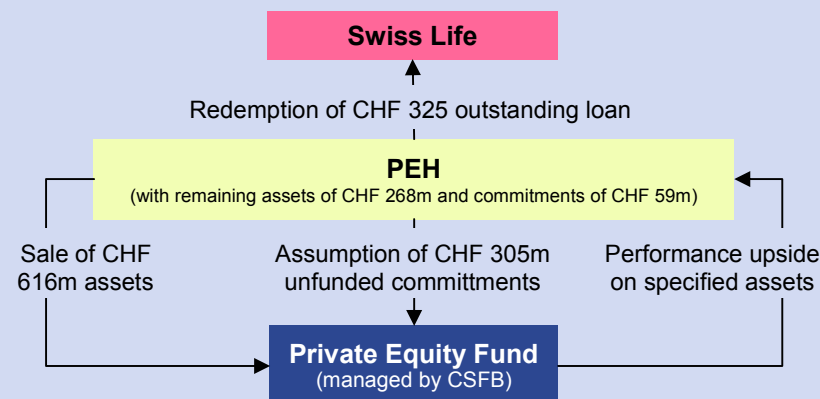 Swiss Life
Redemption of CHF 325 outstanding loan
PEH
(with remaining assets of CHF 268m and commitments of CHF 59m)
Sale of CHF
616m assets
Assumption of CHF 305m
unfunded committments
Performance upside
on specified assets
Private Equity Fund
(managed by CSFB)